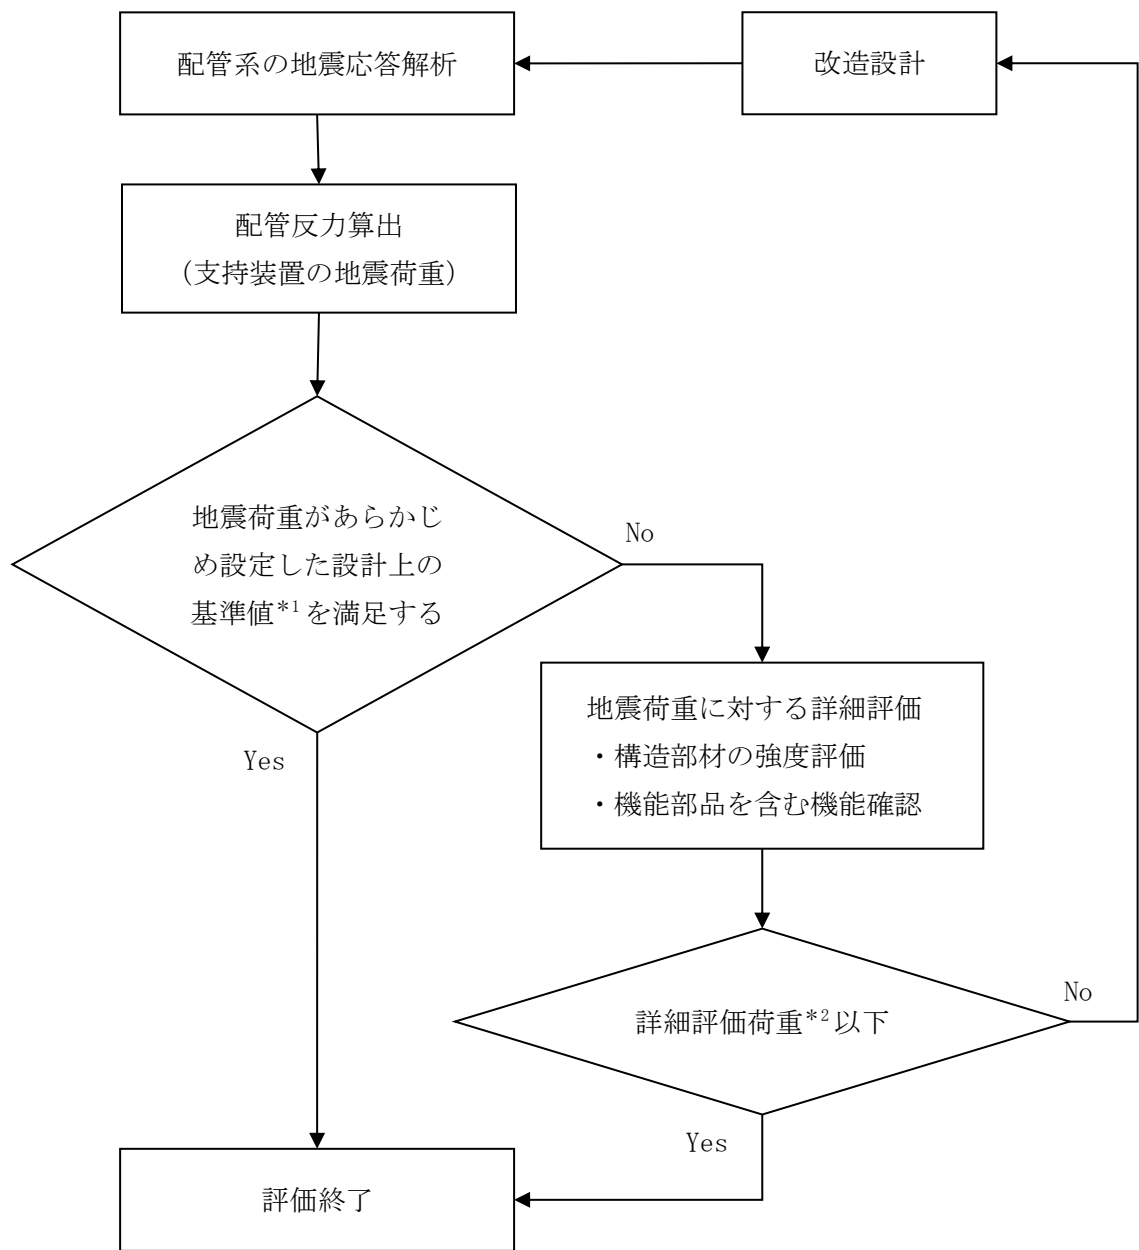 配管系の地震応答解析
改造設計
配管反力算出
(支持装置の地震荷重)
地震荷重があらかじ
め設定した設計上の
基準値*1を満足する
No
Yes
地震荷重に対する詳細評価
・構造部材の強度評価
・機能部品を含む機能確認
詳細評価荷重*2以下
No
Yes
評価終了